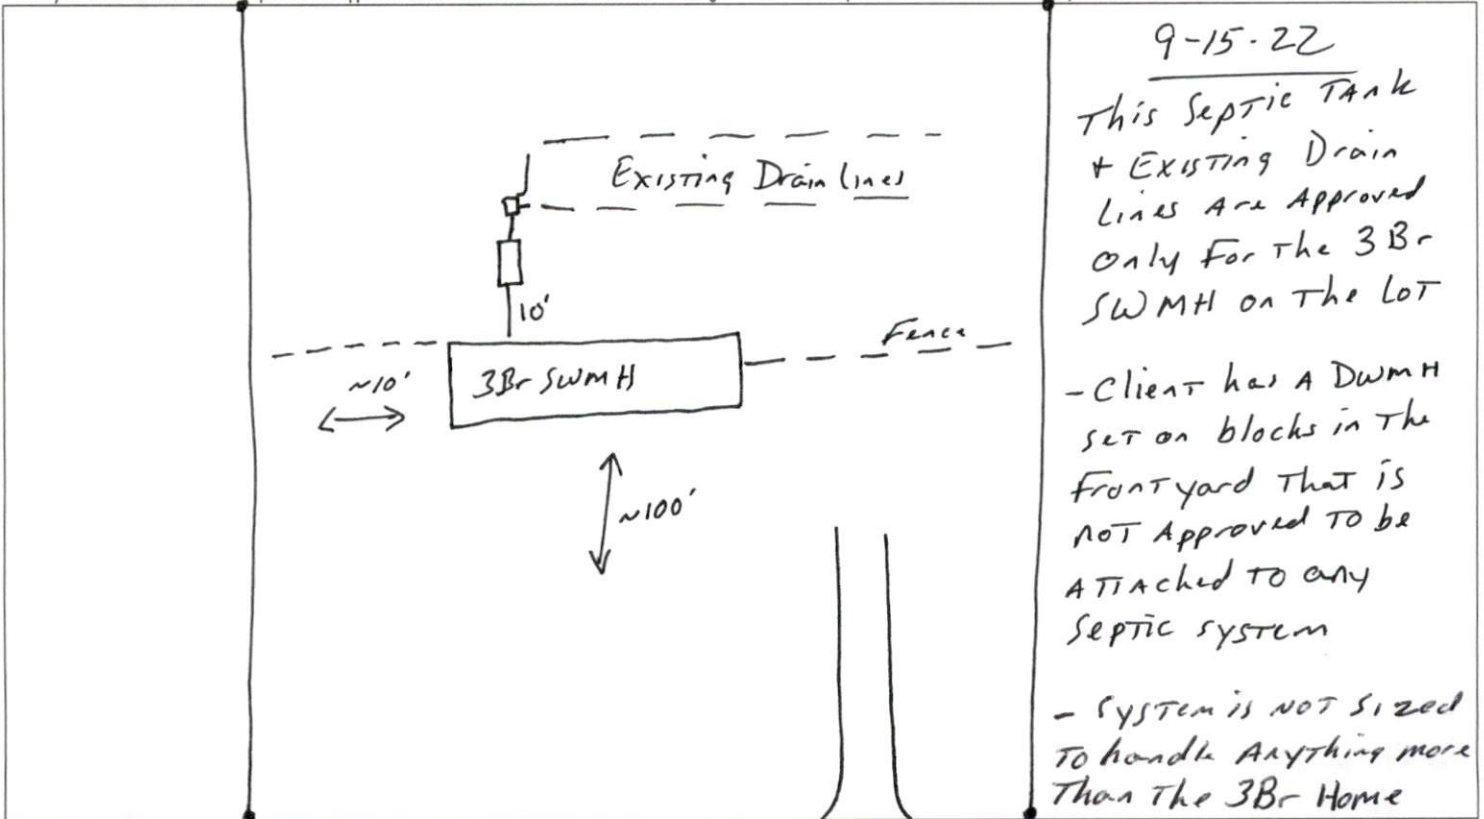 Existing Drain lines
10'
Fence
~10'
3Br SWMH
~100'
9-15-22
This Septic Tank
+ Existing Drain
lines Are Approved
only For The 3Br
SWMH on The LoT
- Client has A DWMH
set on blocks in The
Front yard That is
NOT Approved To be
ATTAched To any
Septic system
- System is NOT Sized
To handle Anything more
Than The 3Br Home